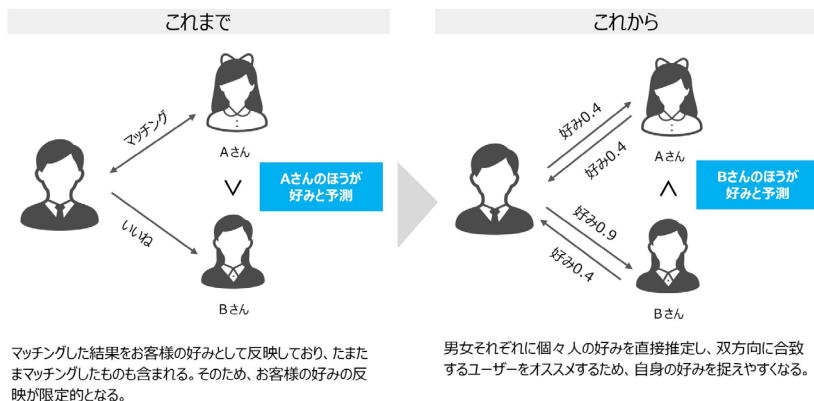 これまで
マッチング
Aさん
∨
Aさんのほうが
好みと予測
いいね
Bさん
マッチングした結果をお客様の好みとして反映しており、たまた
まマッチングしたものも含まれる。そのため、お客様の好みの反
映が限定的となる。
これから
好み0.4
好み0.4
Aさん
∧
Bさんのほうが
好みと予測
好み0.9
好み0.4
Bさん
男女それぞれに個々人の好みを直接推定し、双方向に合致
するユーザーをオススメするため、自身の好みを捉えやすくなる。